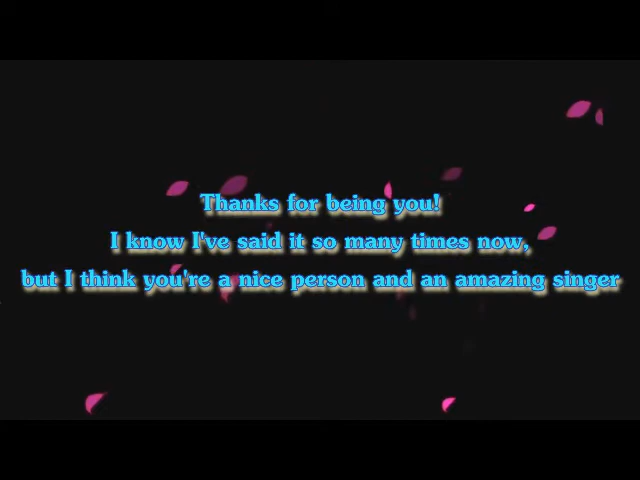 Thanks for being you!
I know I've said it so many times now,
but I think you're a nice person and an amazing singer